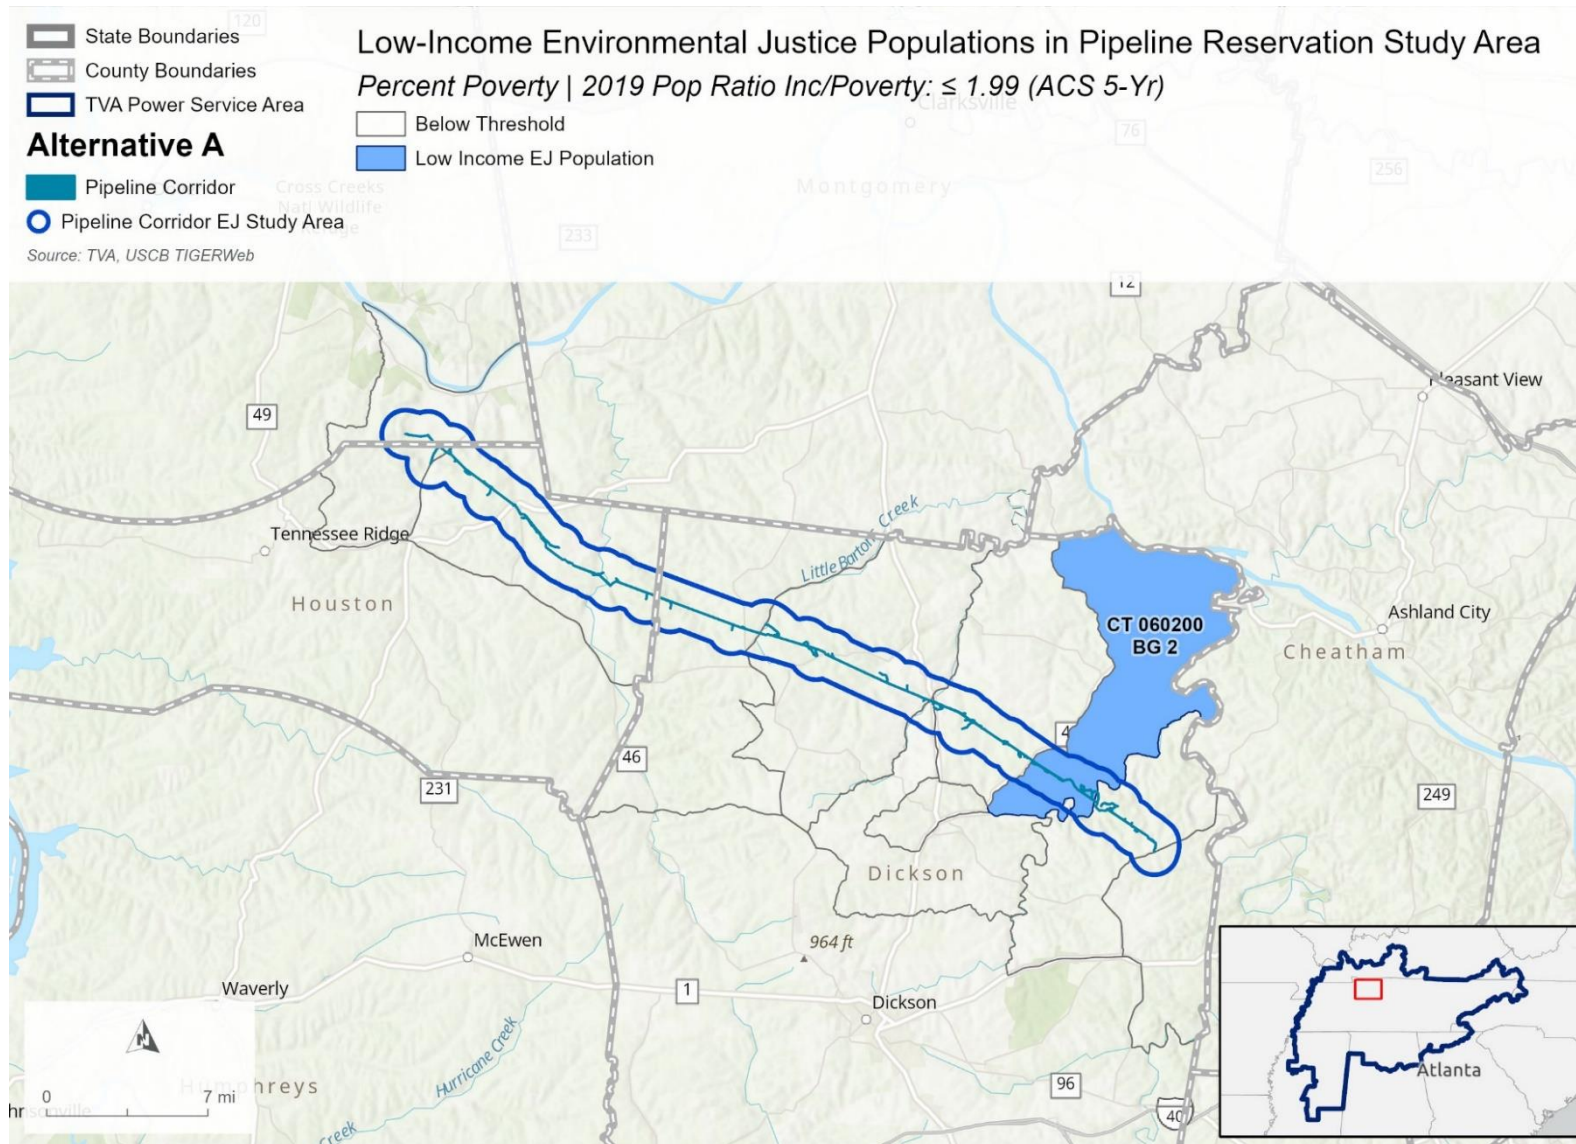 State Boundaries
County Boundaries
TVA Power Service Area
Alternative A
Pipeline Corridor
Pipeline Corridor EJ Study Area
Source: TVA, USCB TIGERWeb
Low-Income Environmental Justice Populations in Pipeline Reservation Study Area
Percent Poverty | 2019 Pop Ratio Inc/Poverty: ≤ 1.99 (ACS 5-Yr)
Below Threshold
Low Income EJ Population
120
Clarksville
76
256
Cross Creeks
Natl Wildlife
Montgomery
233
12
Pleasant View
49
Tennessee Ridge
Little Barton Creek
Houston
CT 060200
BG 2
Ashland City
Cheatham
46
4
231
249
Dickson
964 ft
McEwen
Waverly
1
Dickson
Hurricane Creek
N
0
7 mi
Humphreys
Creek
96
40
Atlanta